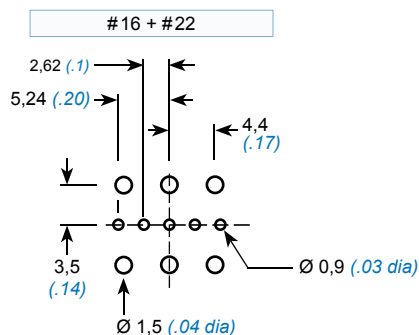 #16 + #22
2,62 (.1)
5,24 (.20)
4,4
(.17)
3,5
(.14)
Ø 0,9 (.03 dia)
Ø 1,5 (.04 dia)